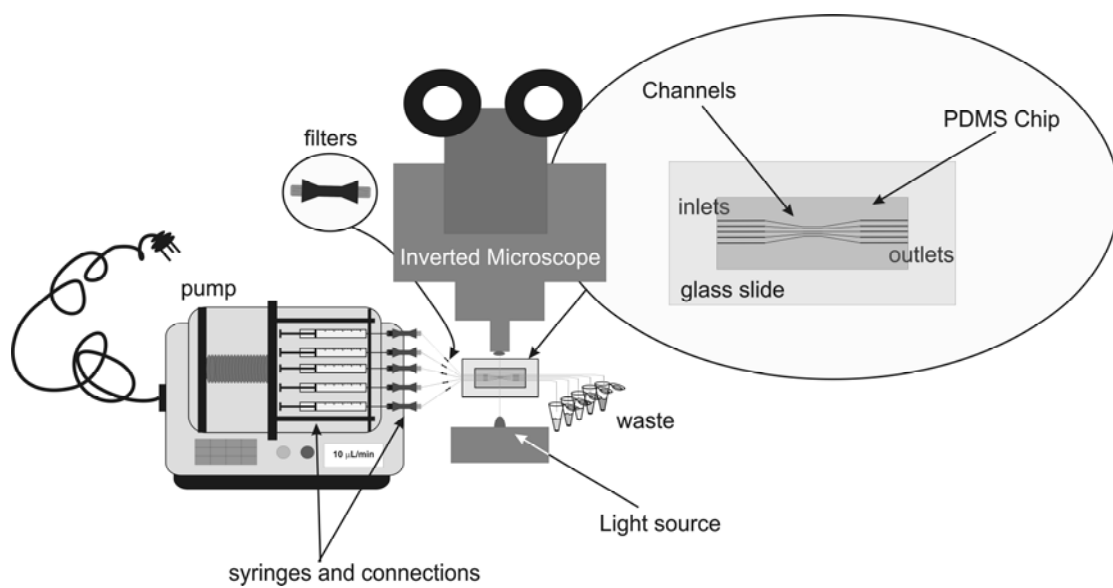 Channels
PDMS Chip
filters
inlets
Inverted Microscope
outlets
glass slide
pump
waste
10 µL/min
Light source
syringes and connections